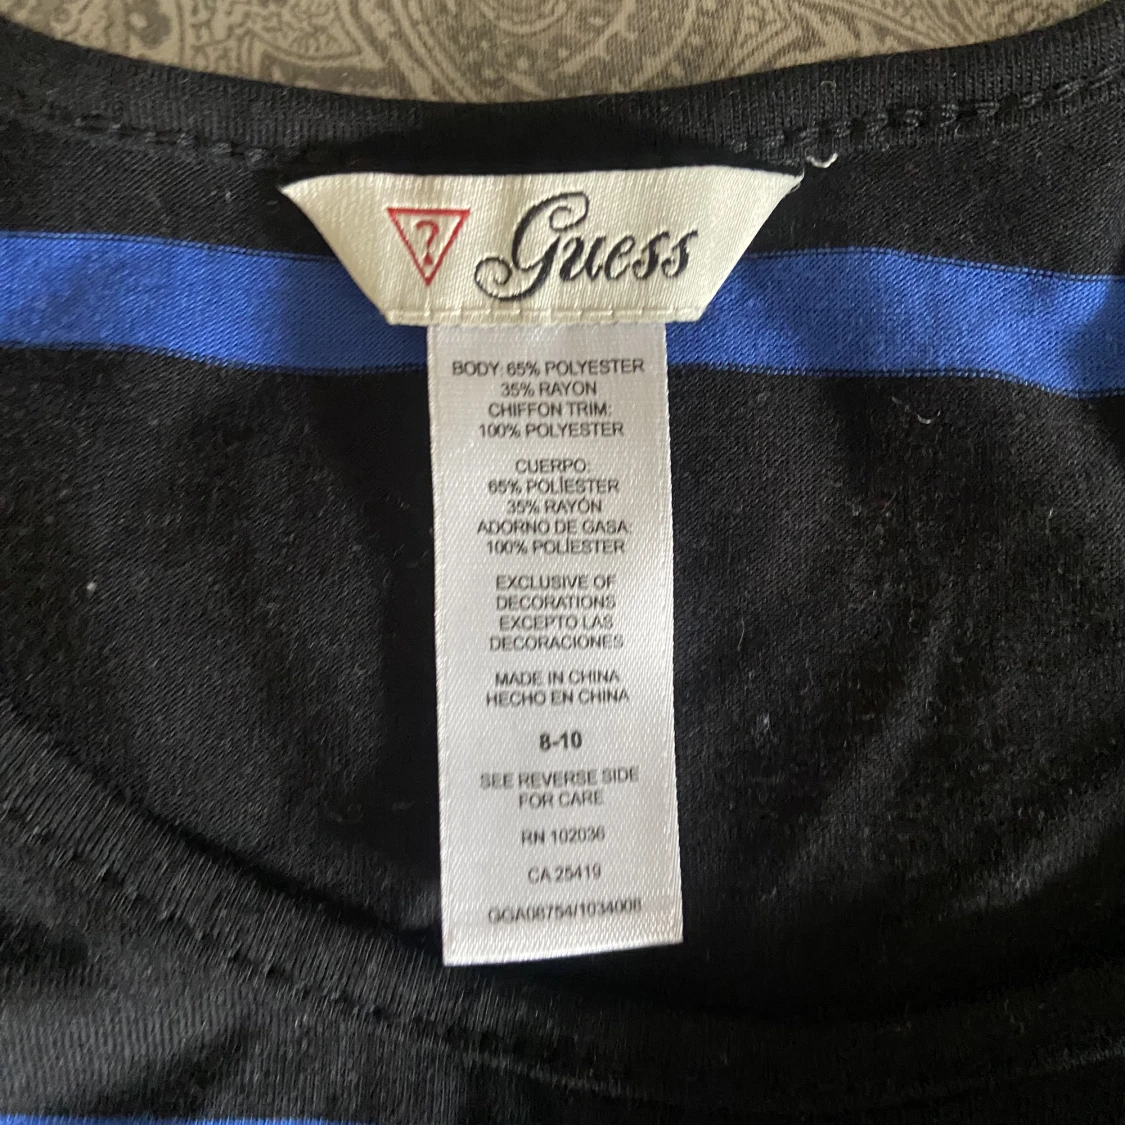 ? Guess
BODY: 65% POLYESTER
35% RAYON
CHIFFON TRIM:
100% POLYESTER
CUERPO:
65% POLÍESTER
35% RAYÓN
ADORNO DE GASA:
100% POLÍESTER
EXCLUSIVE OF
DECORATIONS
EXCEPTO LAS
DECORACIONES
MADE IN CHINA
HECHO EN CHINA
8-10
SEE REVERSE SIDE
FOR CARE
RN 102036
CA 25419
GGA08754/1034008